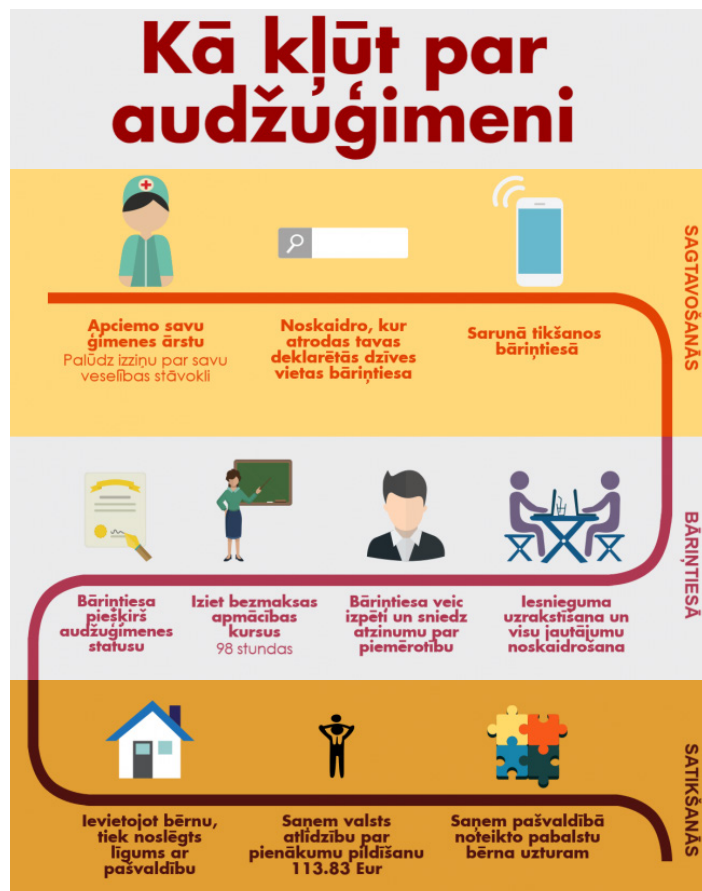 Kā kļūt par
audžuģimeni
Apciemo savu
ģimenes ārstu
Palūdz izziņu par savu
veselības stāvokli
Noskaidro, kur
atrodas tavas
deklarētās dzīves
vietas bāriņtiesa
Sarunā tikšanos
bāriņtiesā
SAGTAVOŠANĀS
Iesnieguma
uzrakstīšana un
visu jautājumu
noskaidrošana
Bāriņtiesa veic
izpēti un sniedz
atzinumu par
piemērotību
Iziet bezmaksas
apmācības
kursus
98 stundas
Bāriņtiesa
piešķirs
audžuģimenes
statusu
BĀRIŅTIESĀ
Ievietojot bērnu,
tiek noslēgts
līgums ar
pašvaldību
Saņem valsts
atlīdzību par
pienākumu pildīšanu
113.83 Eur
Saņem pašvaldībā
noteikto pabalstu
bērna uzturam
SATIKŠANĀS